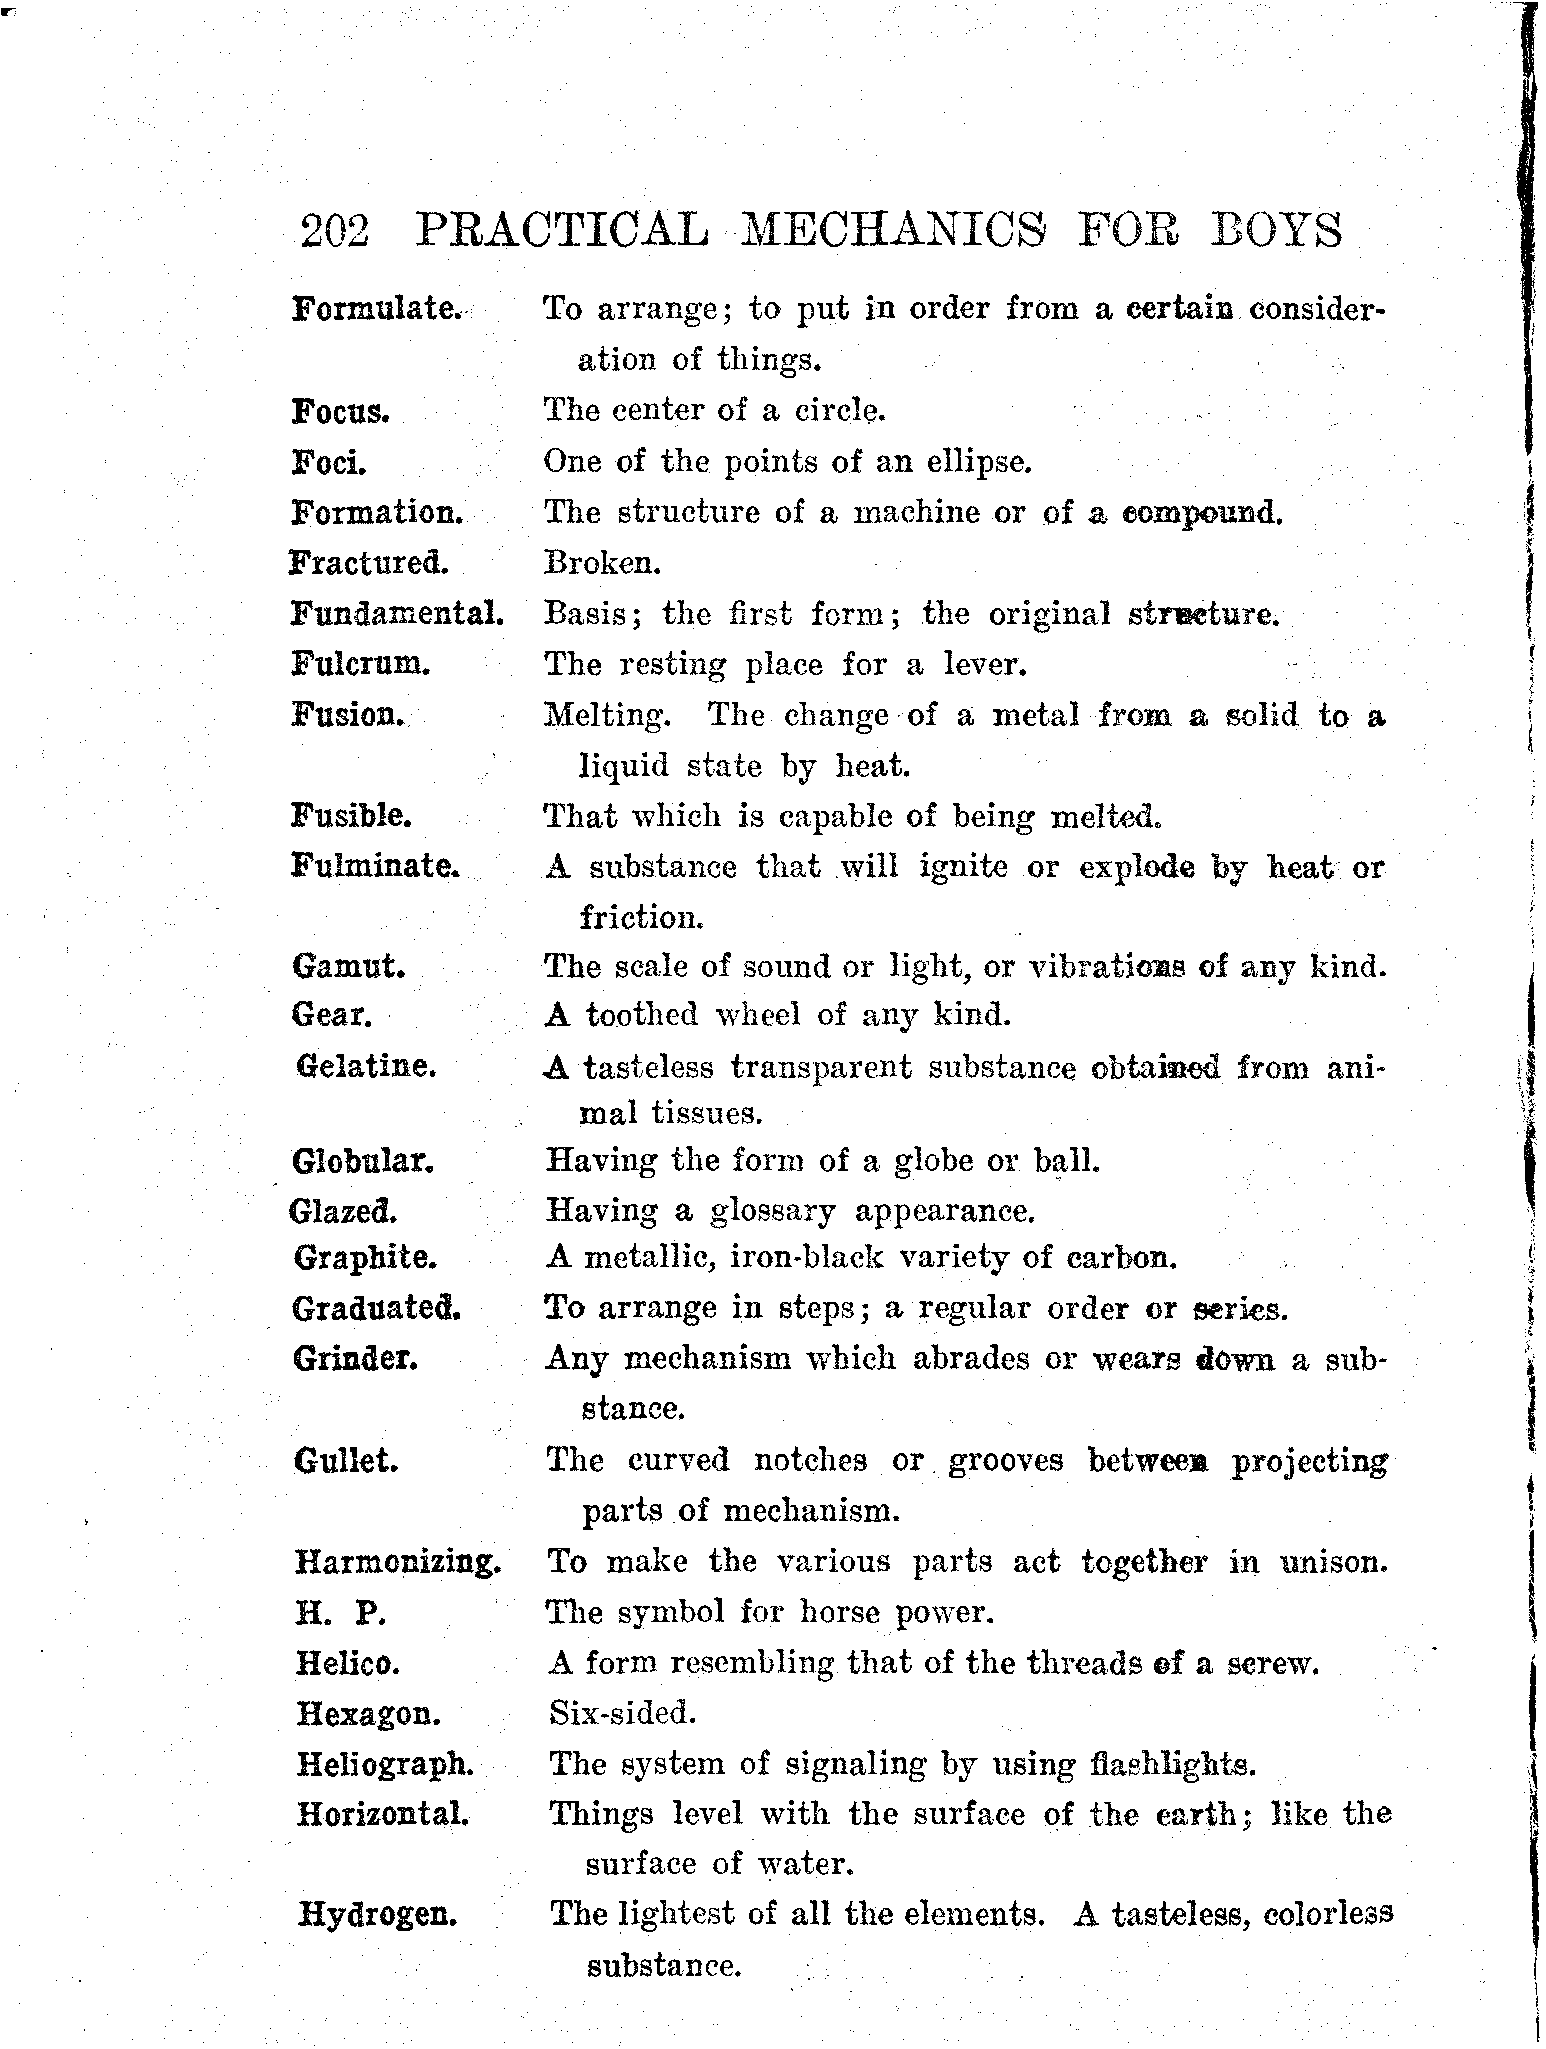 202 PRACTICAL MECHANICS FOR BOYS
Formulate. To arrange; to put in order from a certain consider-
ation of things.
Focus. The center of a circle.
Foci. One of the points of an ellipse.
Formation. The structure of a machine or of a compound.
Fractured. Broken.
Fundamental. Basis; the first form; the original structure.
Fulcrum. The resting place for a lever.
Fusion. Melting. The change of a metal from a solid to a
liquid state by heat.
Fusible. That which is capable of being melted.
Fulminate. A substance that will ignite or explode by heat or
friction.
Gamut. The scale of sound or light, or vibrations of any kind.
Gear. A toothed wheel of any kind.
Gelatine. A tasteless transparent substance obtained from ani-
mal tissues.
Globular. Having the form of a globe or ball.
Glazed. Having a glossary appearance.
Graphite. A metallic, iron-black variety of carbon.
Graduated. To arrange in steps; a regular order or series.
Grinder. Any mechanism which abrades or wears down a sub-
stance.
Gullet. The curved notches or grooves between projecting
parts of mechanism.
Harmonizing. To make the various parts act together in unison.
H. P. The symbol for horse power.
Helico. A form resembling that of the threads of a screw.
Hexagon. Six-sided.
Heliograph. The system of signaling by using flashlights.
Horizontal. Things level with the surface of the earth; like the
surface of water.
Hydrogen. The lightest of all the elements. A tasteless, colorless
substance.